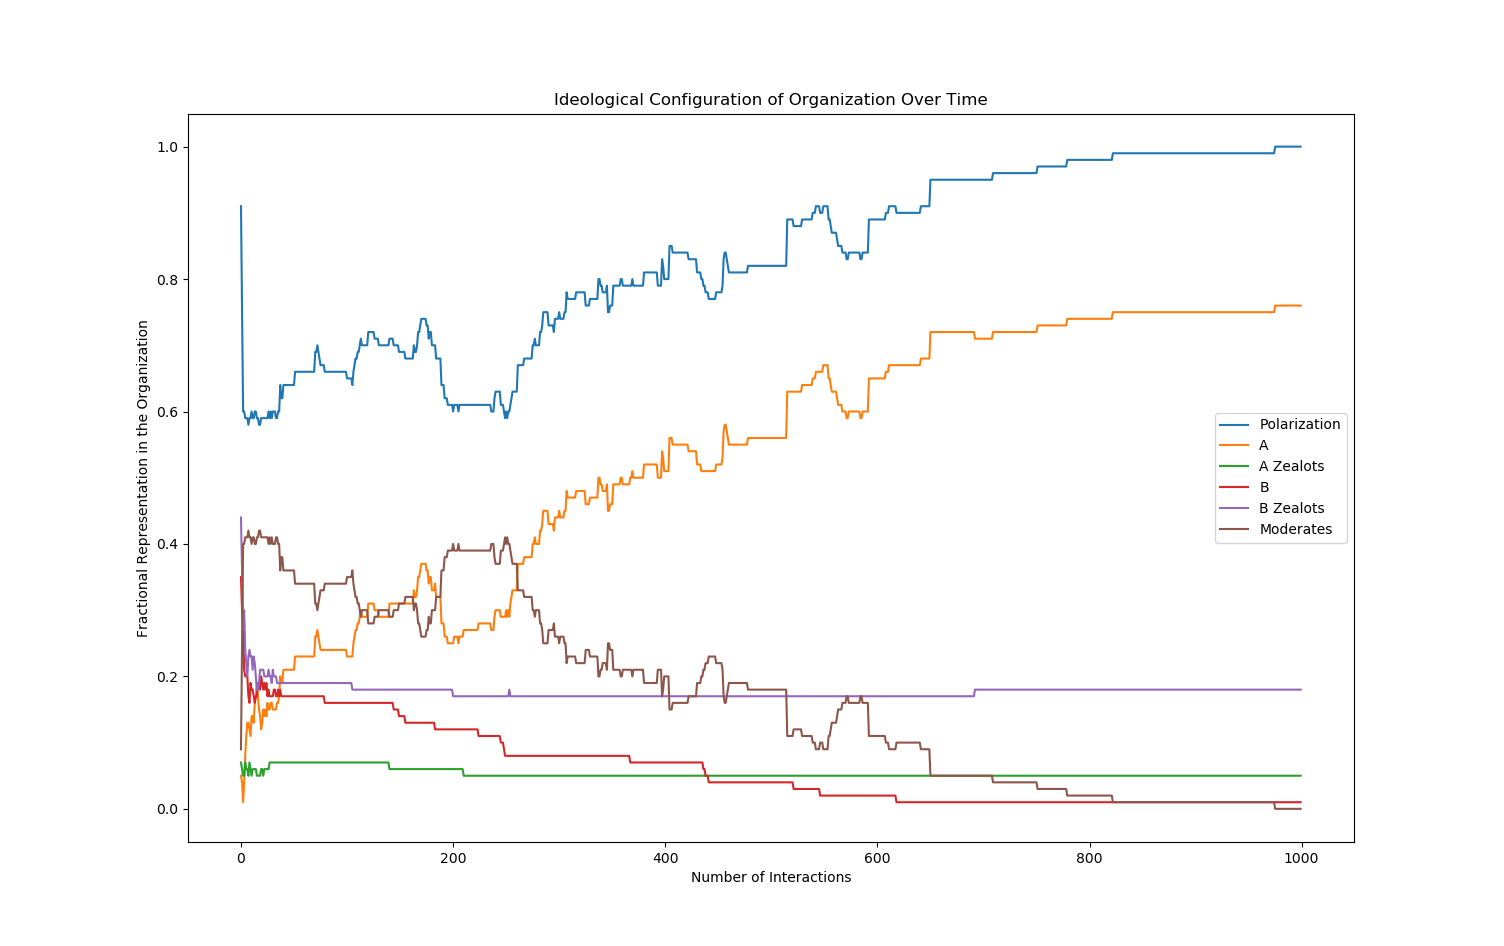 Ideological Configuration of Organization Over Time
Fractional Representation in the Organization
1.0
0.8
0.6
0.4
0.2
0.0
Polarization
A
A Zealots
B
B Zealots
Moderates
0
200
400
600
800
1000
Number of Interactions